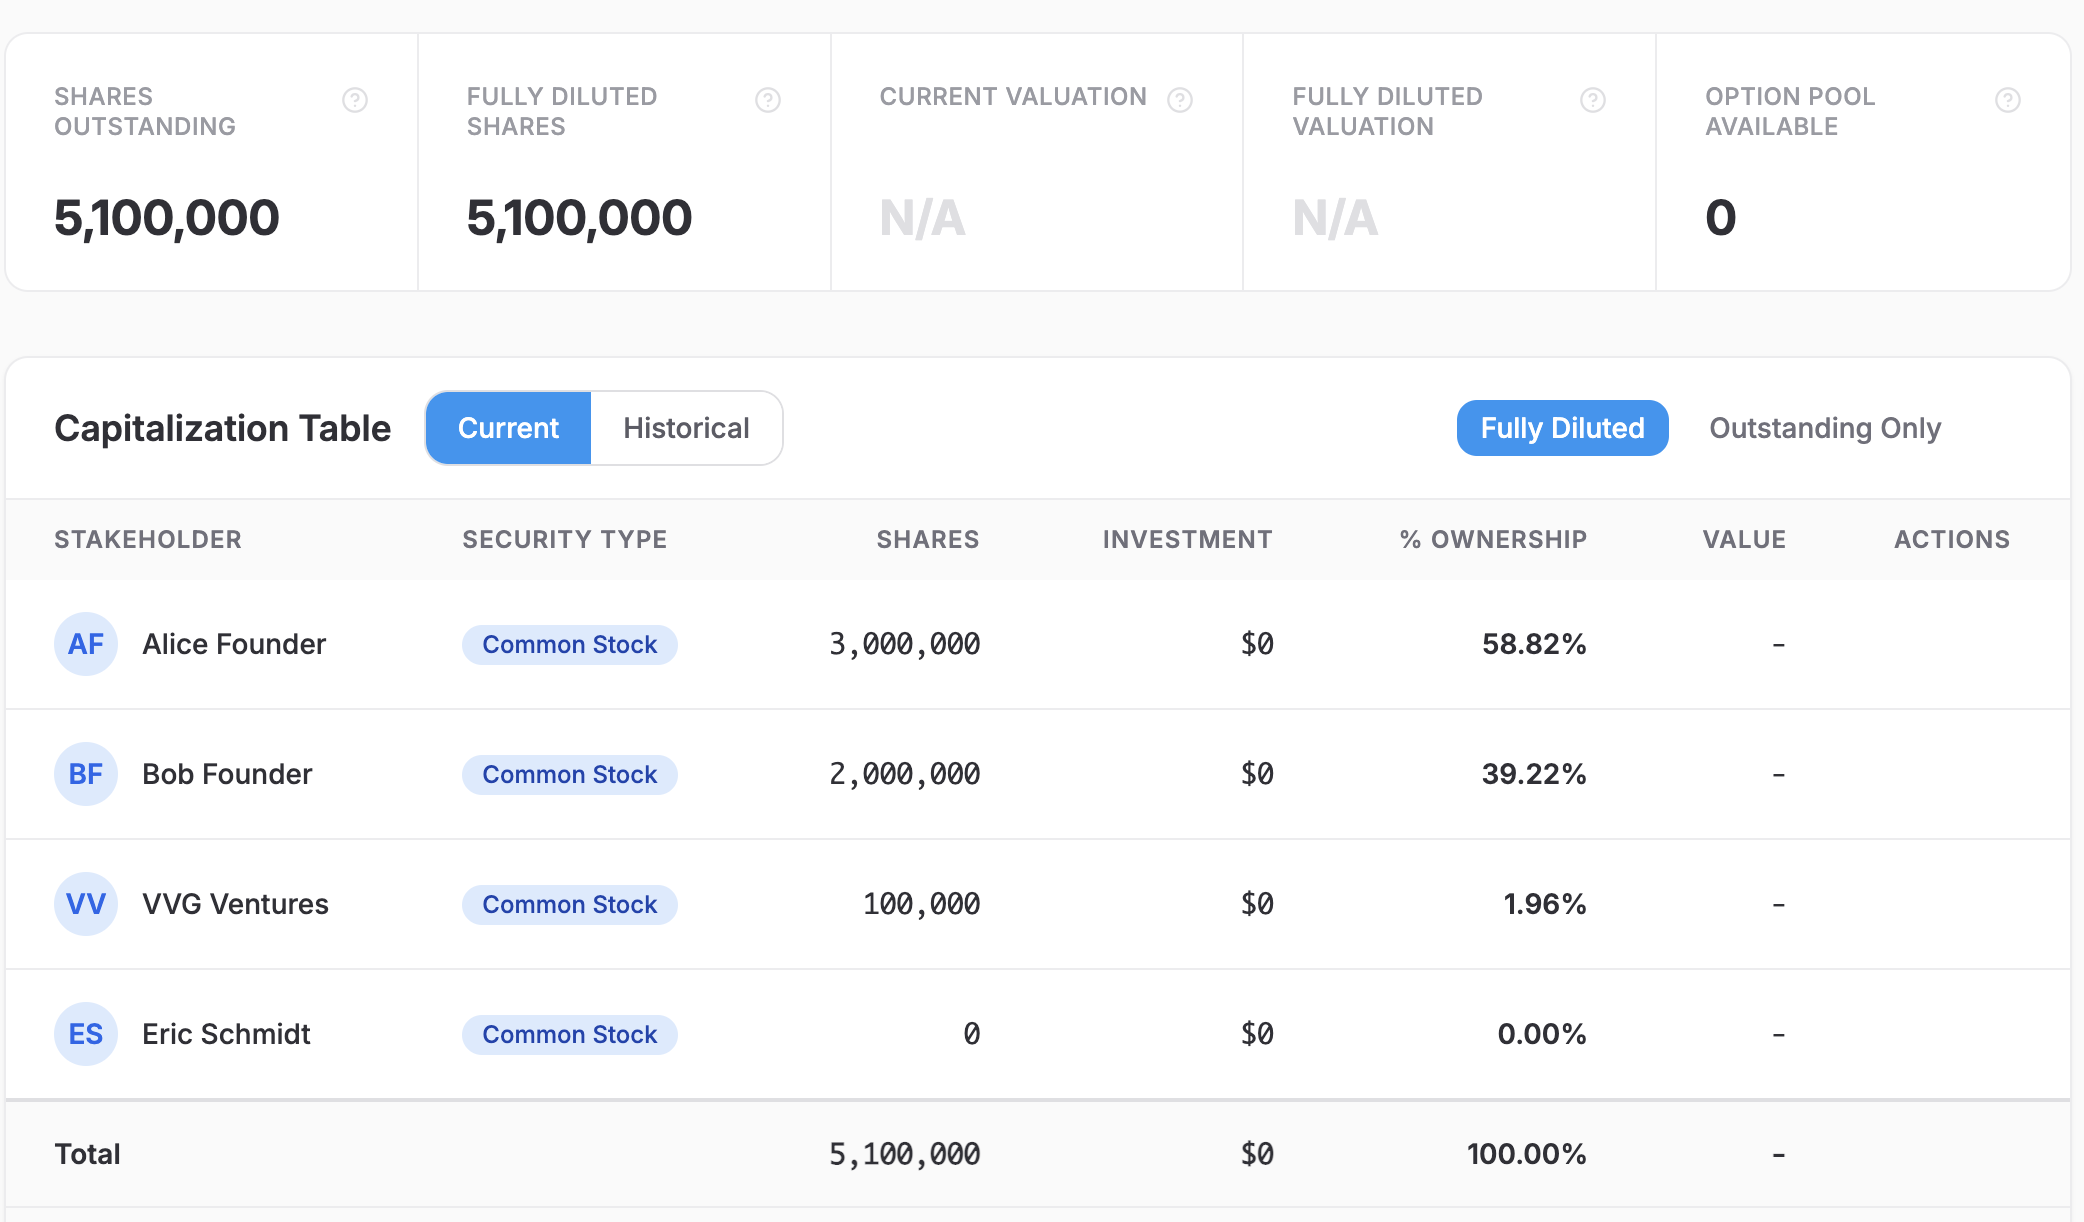 SHARES
OUTSTANDING
5,100,000
FULLY DILUTED
SHARES
5,100,000
CURRENT VALUATION
N/A
FULLY DILUTED
VALUATION
N/A
OPTION POOL
AVAILABLE
0
Capitalization Table
Current Historical
Fully Diluted Outstanding Only
STAKEHOLDER SECURITY TYPE SHARES INVESTMENT % OWNERSHIP VALUE ACTIONS
AF Alice Founder Common Stock 3,000,000 $0 58.82% -
BF Bob Founder Common Stock 2,000,000 $0 39.22% -
VV VVG Ventures Common Stock 100,000 $0 1.96% -
ES Eric Schmidt Common Stock 0 $0 0.00% -
Total 5,100,000 $0 100.00% -